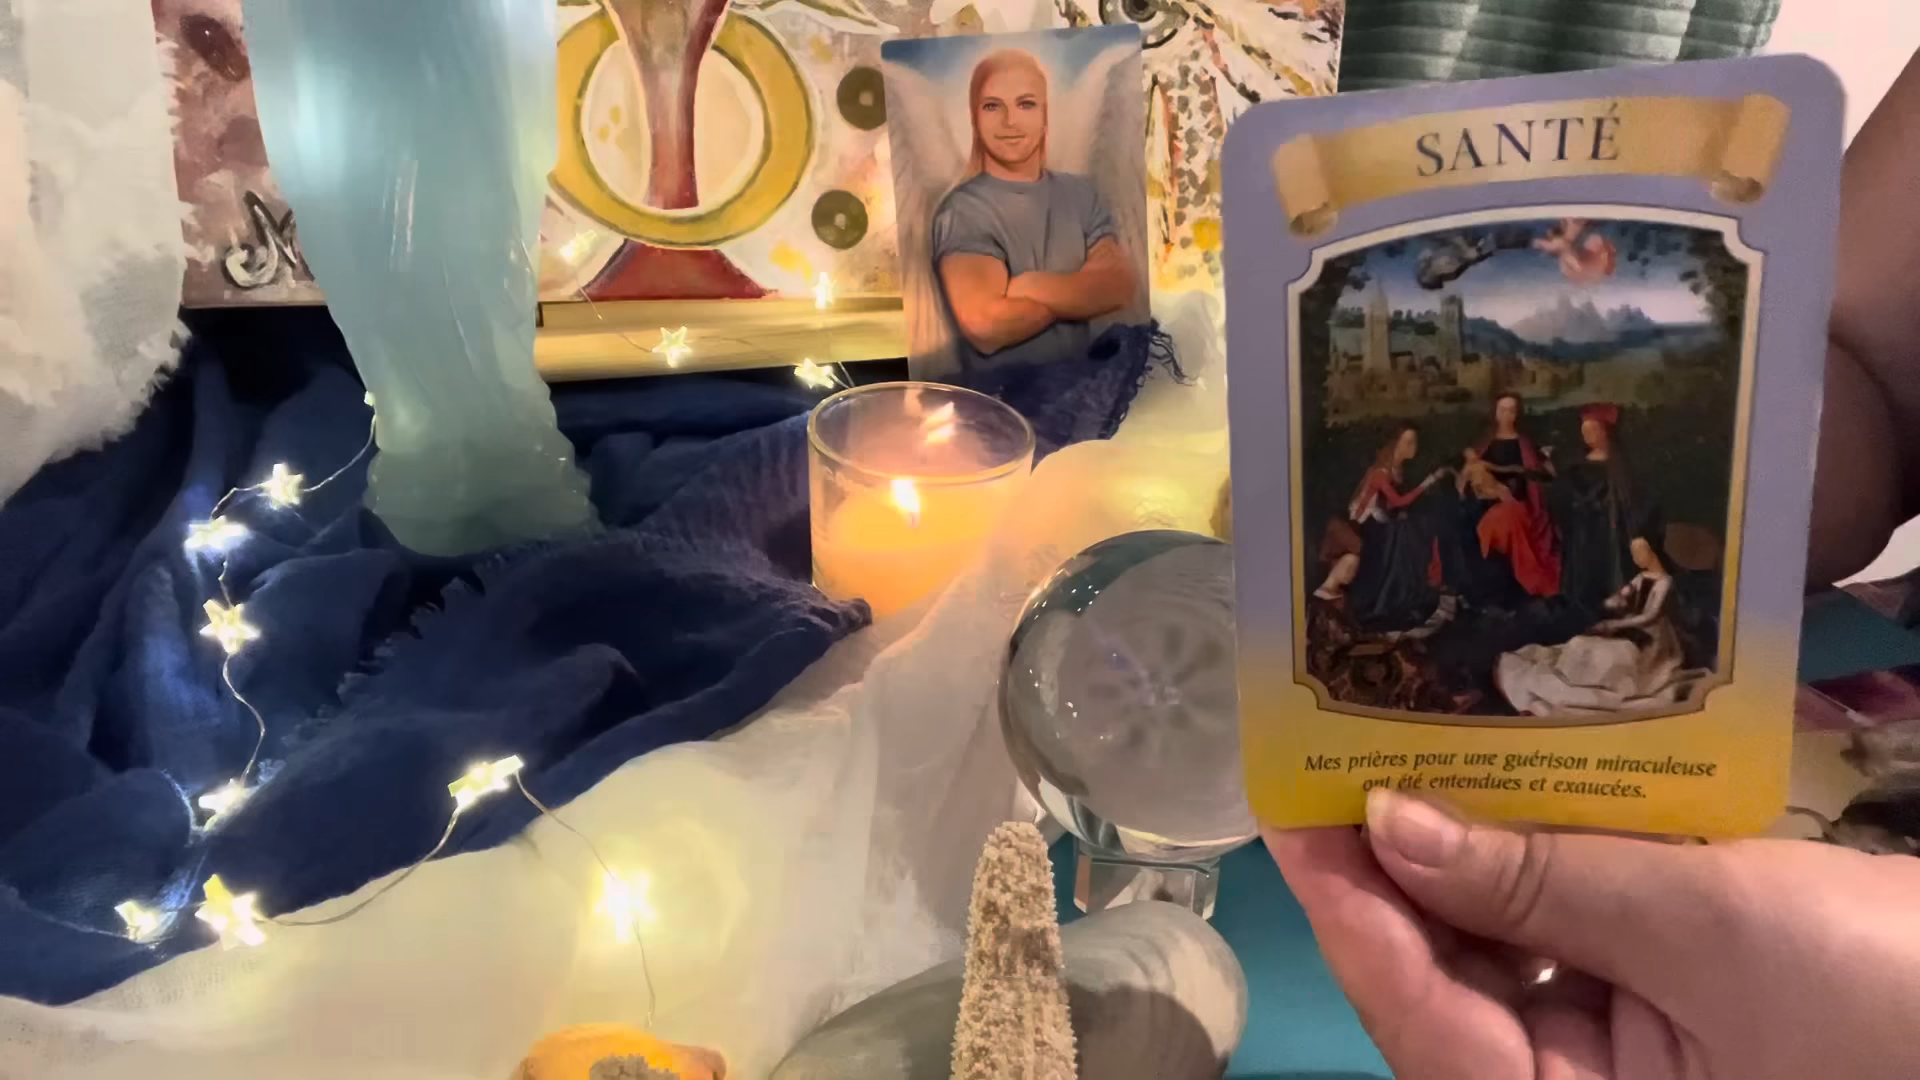 SANTÉ
Mes prières pour une guérison miraculeuse
ont été entendues et exaucées.